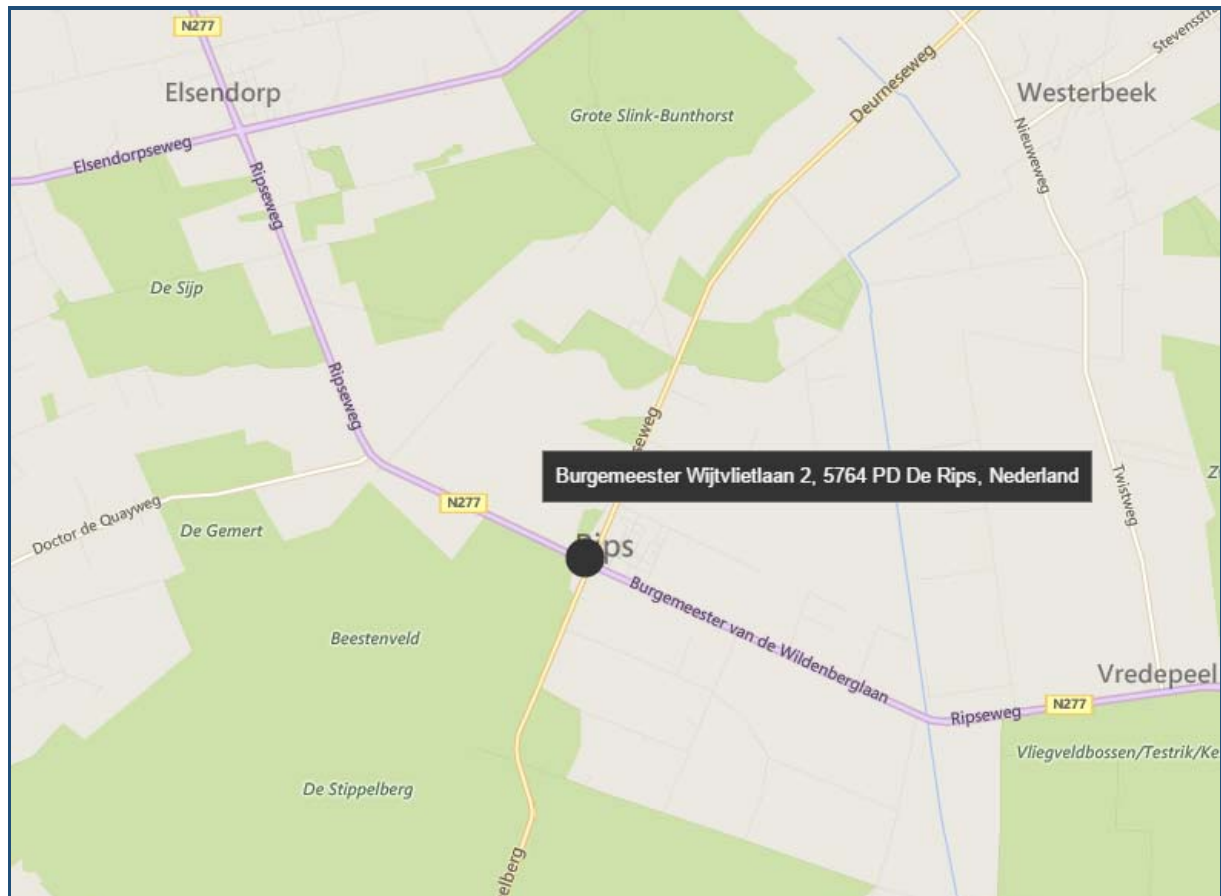 N277
Elsendorp
Grote Slink-Bunthorst
Deurneseweg
Westerbeek
Stevensstra
Nieuweweg
Elsendorpseweg
Ripseweg
De Sijp
Ripseweg
seweg
Burgemeester Wijtvlietlaan 2, 5764 PD De Rips, Nederland
Z
Twistweg
N277
Doctor de Quayweg
De Gemert
Rips
Burgemeester van de Wildenberglaan
Beestenveld
Vredepeel
N277
Ripseweg
Vliegveldbossen/Testrik/Ke
De Stippelberg
elberg